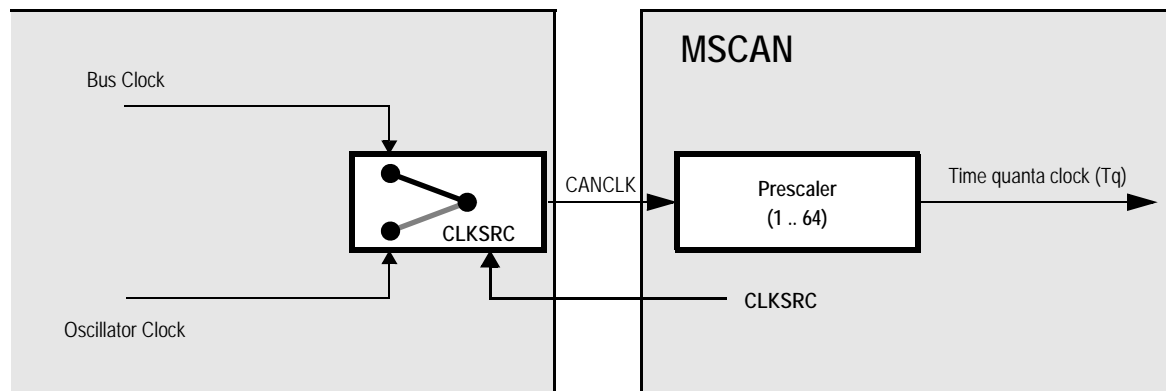 MSCAN
Bus Clock
CANCLK
Prescaler
(1 .. 64)
Time quanta clock (Tq)
CLKSRC
CLKSRC
Oscillator Clock